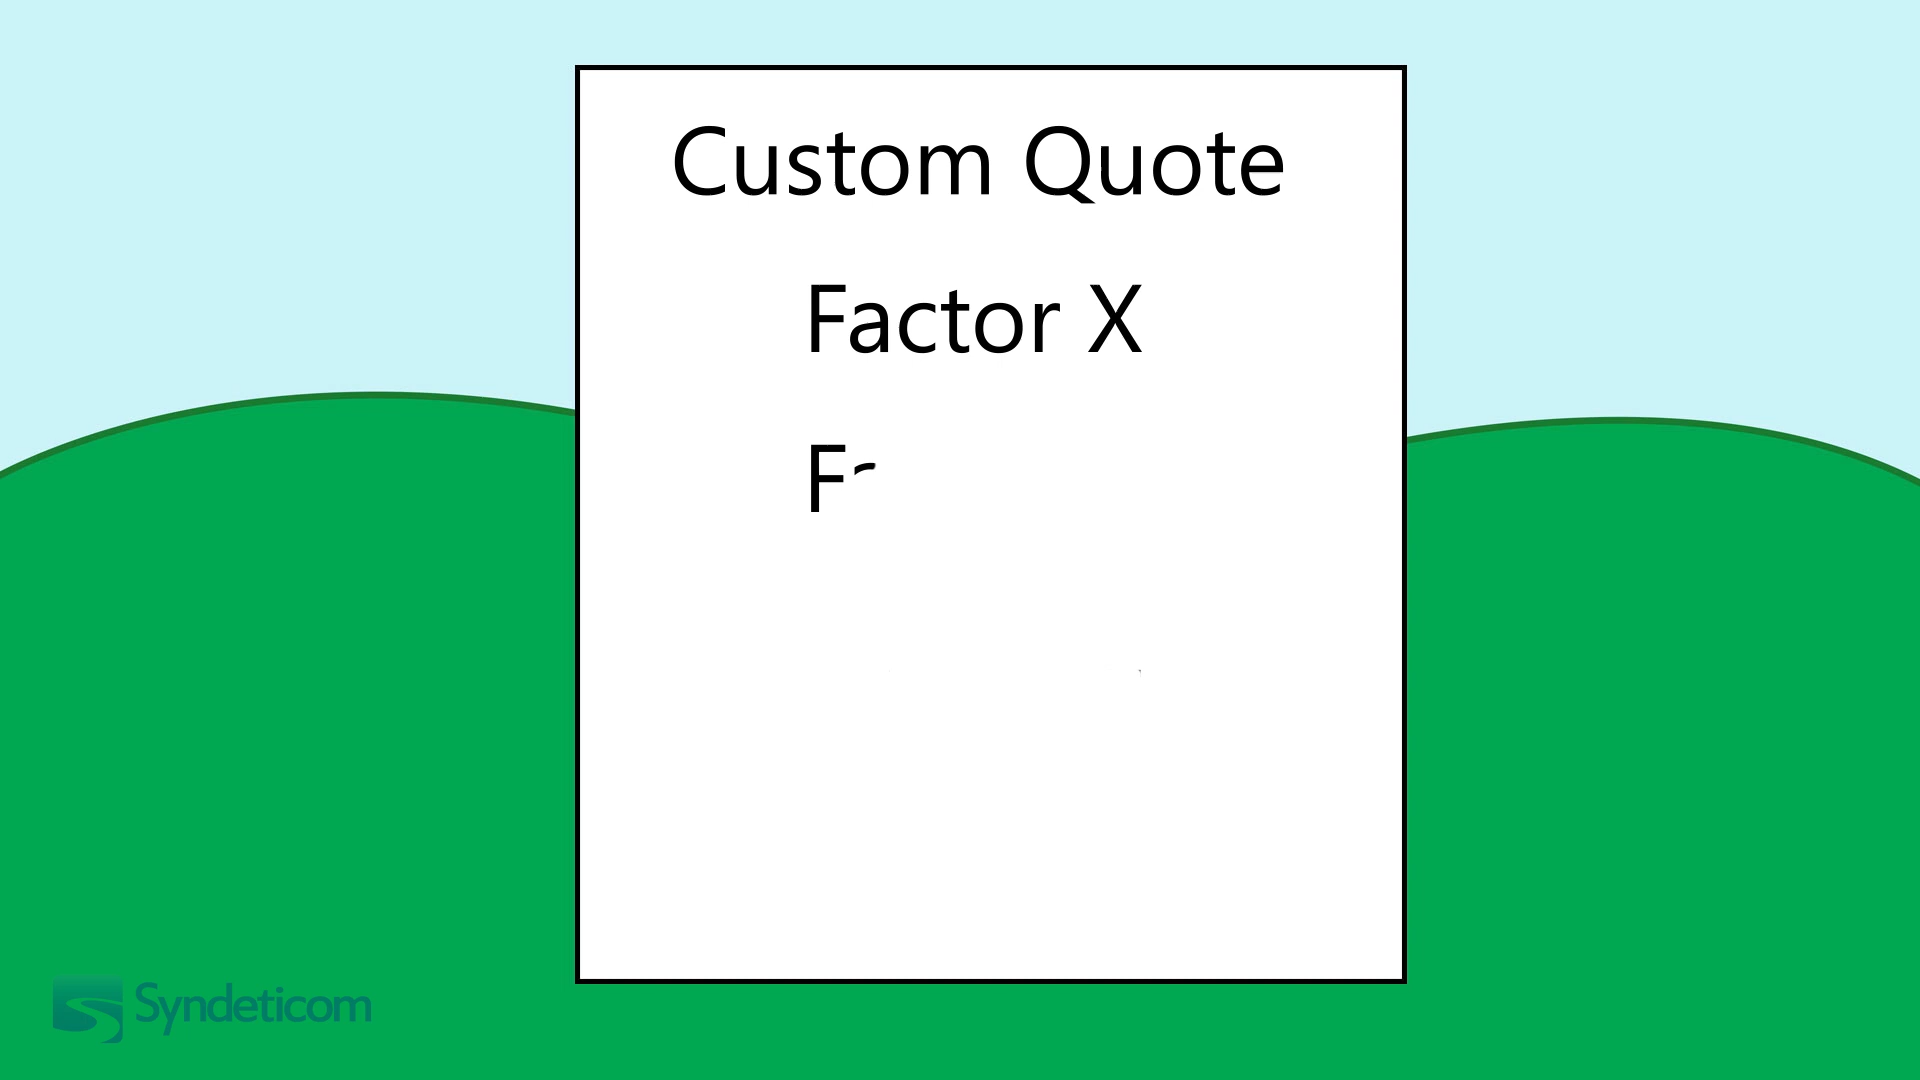 Custom Quote
Factor X
F
Syndeticom